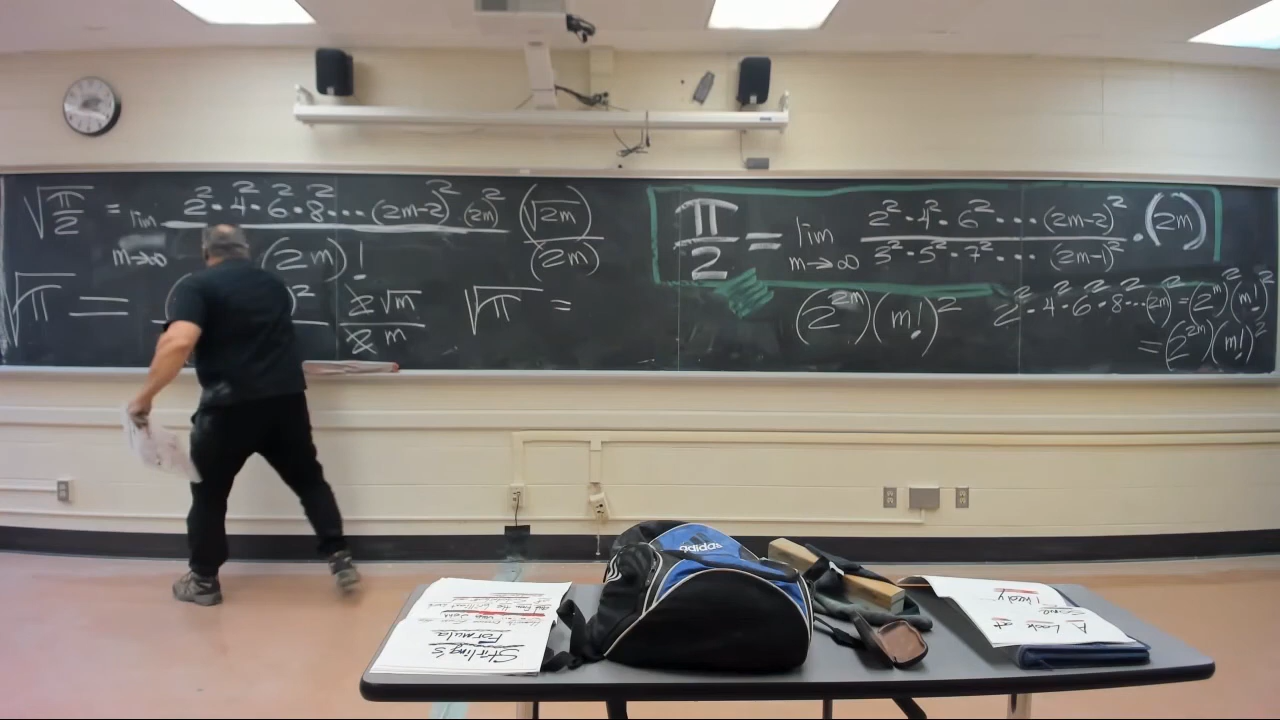 √(π/2) = lim m→∞ 2²·4²·6²·8²···(2m-2)²·(2m)² / (2m)! (√2m)/(2m)
√π = )² 2√m / 2m
√π =
π/2 = lim m→∞ 2²·4²·6²···(2m-2)² / 3²·5²·7²···(2m-1)² ·(2m)
(2^{2m})(m!)²
2²·4²·6²·8²···(2m)² = (2^m)²(m!)²
= (2^{2m})(m!)²
adidas
Stirling's
Formula
A Look at
Some